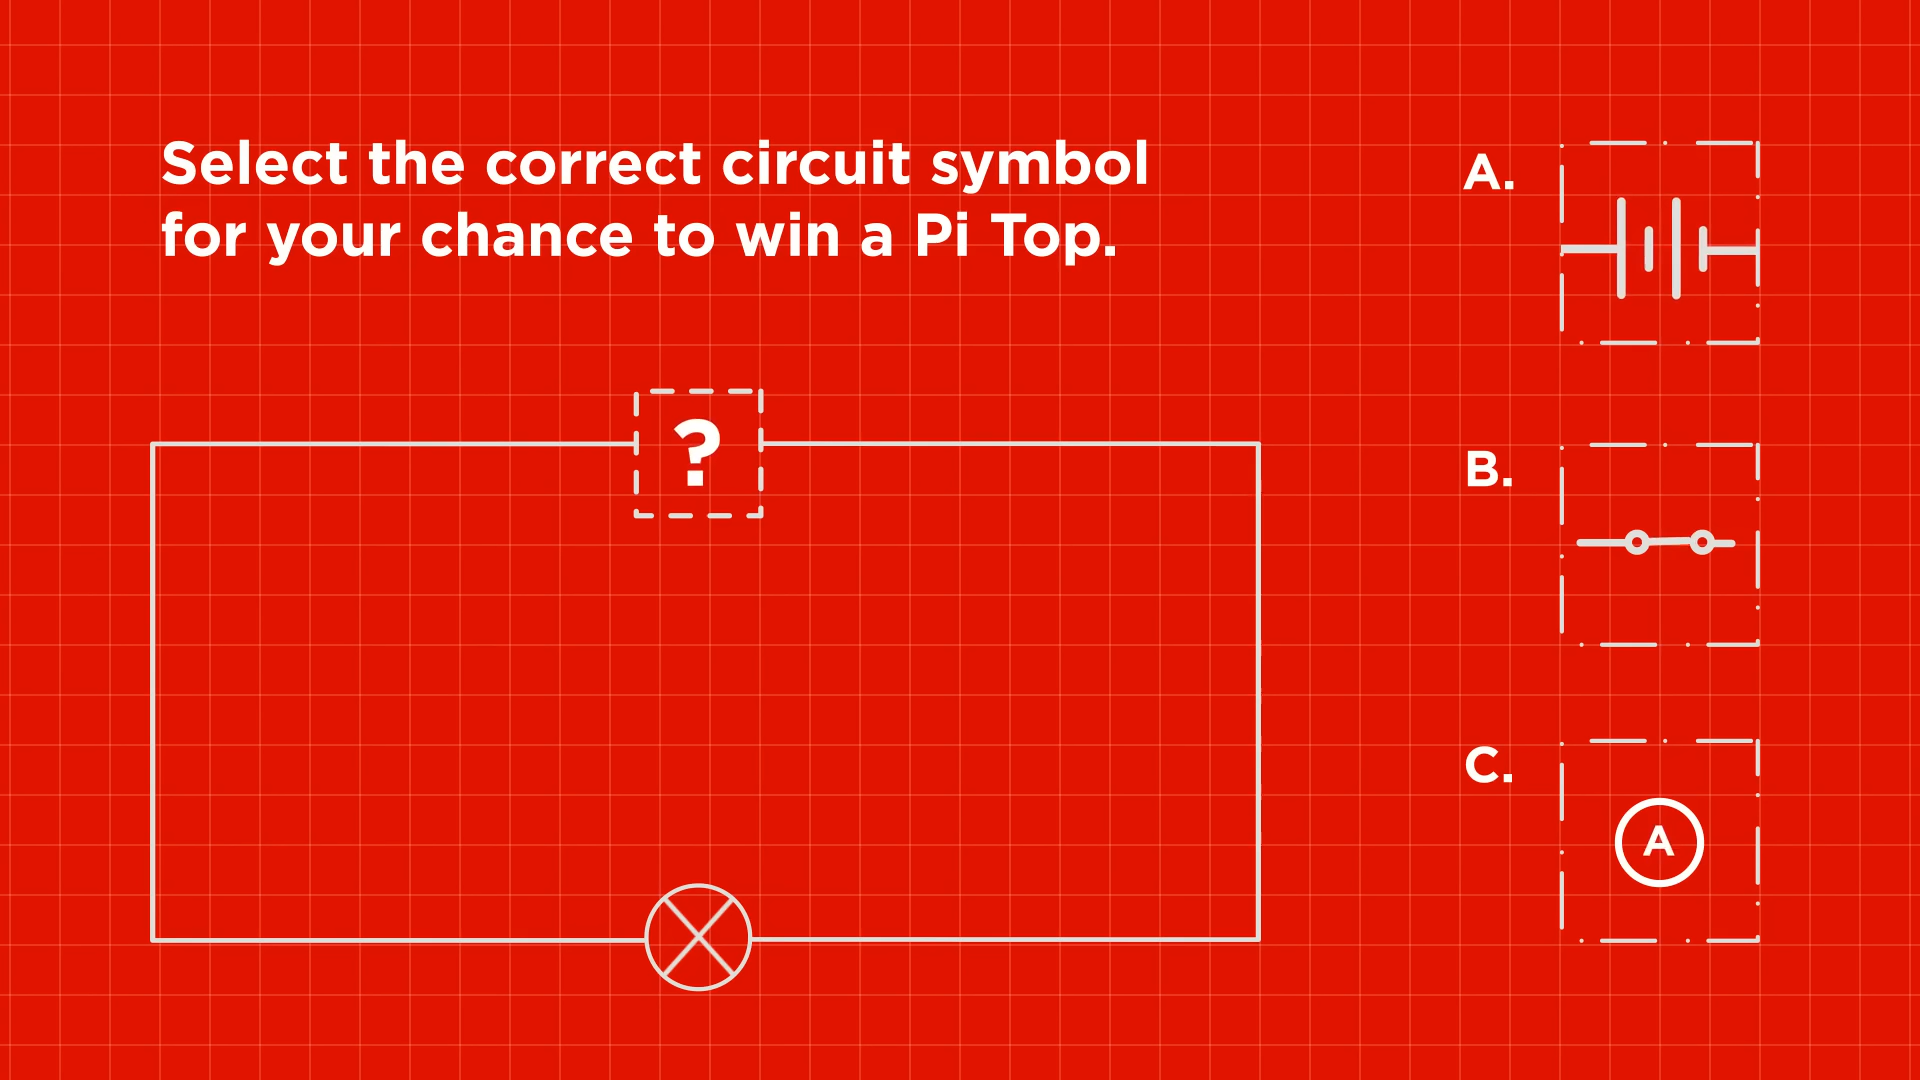 Select the correct circuit symbol
for your chance to win a Pi Top.
A.
?
B.
C.
A